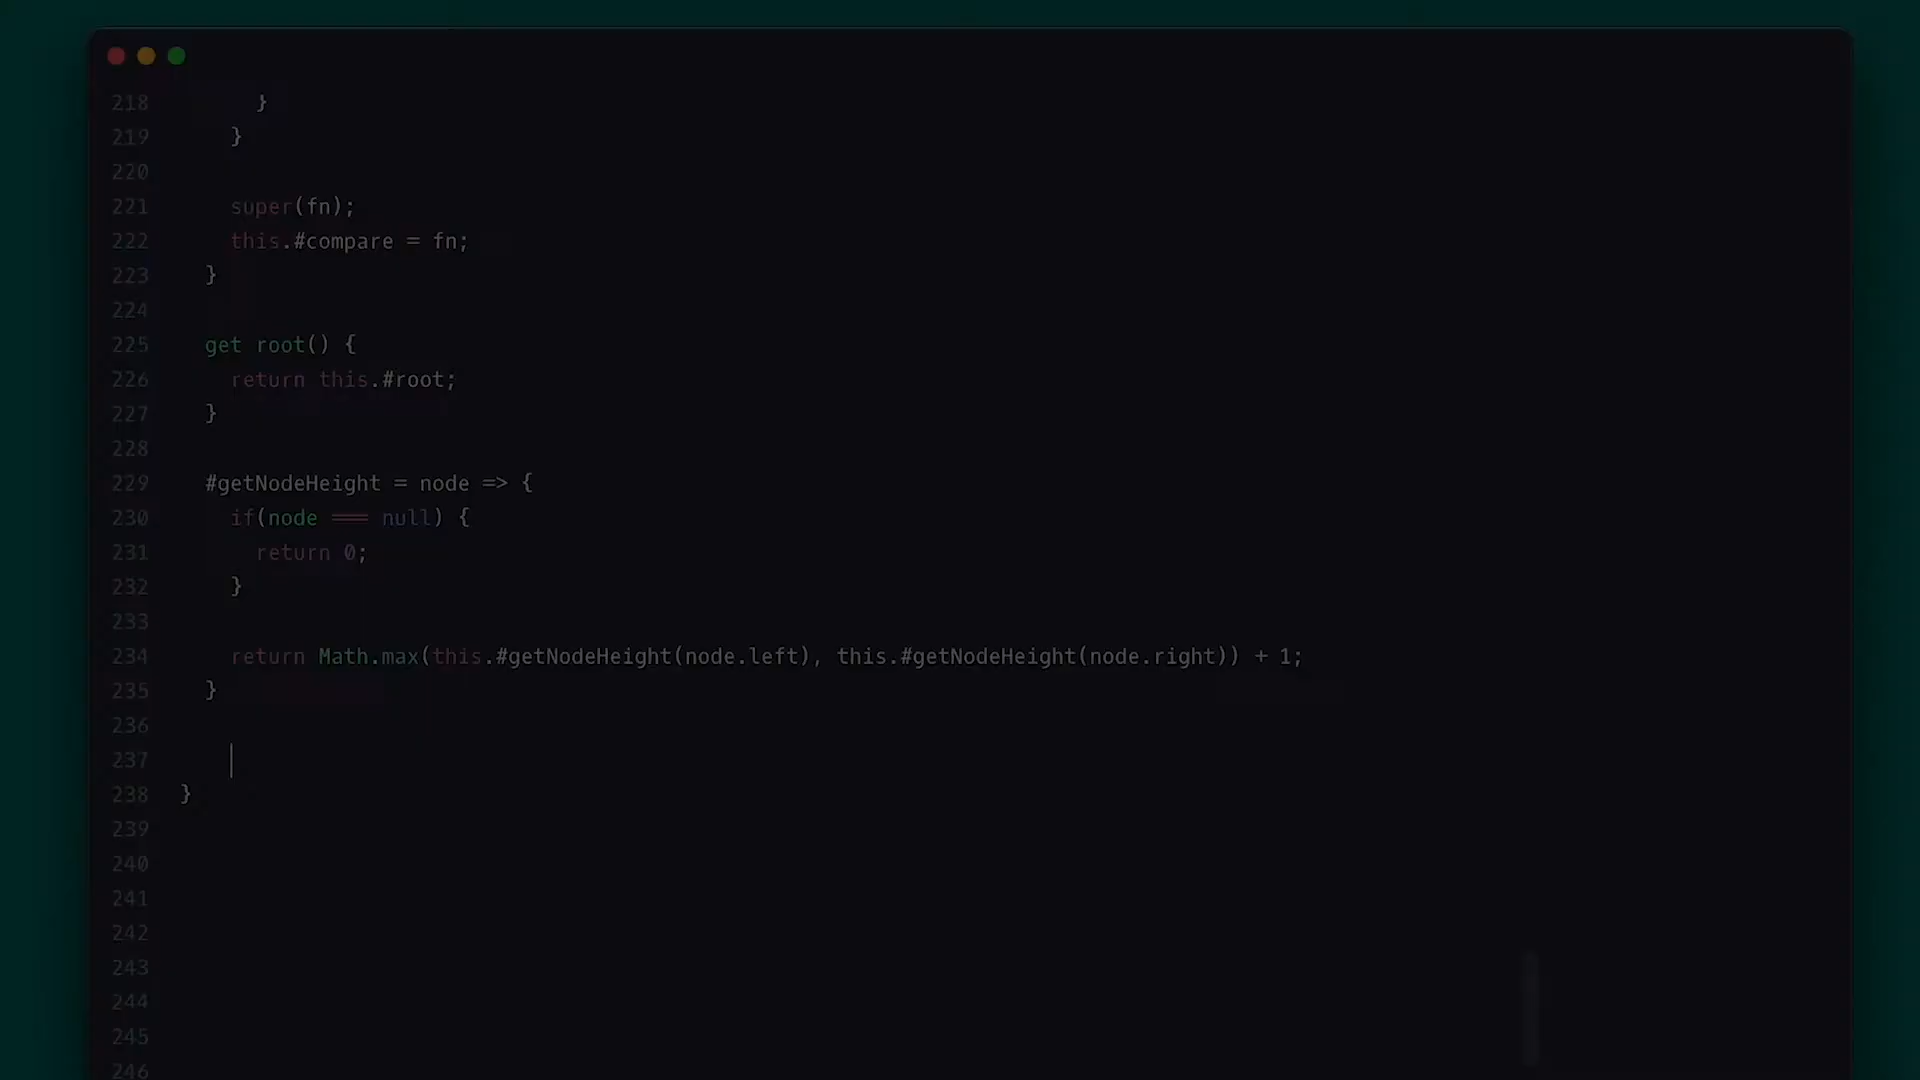 218 }
219 }
220
221 super(fn);
222 this.#compare = fn;
223 }
224
225 get root() {
226 return this.#root;
227 }
228
229 #getNodeHeight = node => {
230 if(node === null) {
231 return 0;
232 }
233
234 return Math.max(this.#getNodeHeight(node.left), this.#getNodeHeight(node.right)) + 1;
235 }
236
237
238 }
239
240
241
242
243
244
245
246